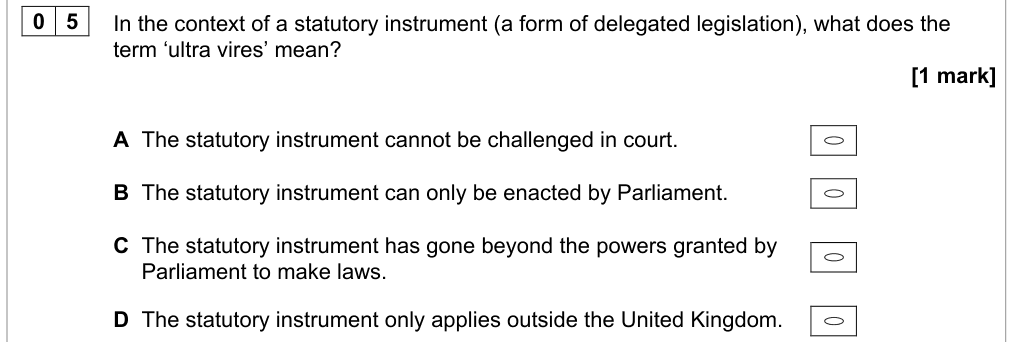 0 5 In the context of a statutory instrument (a form of delegated legislation), what does the
term ‘ultra vires’ mean?
[1 mark]
A The statutory instrument cannot be challenged in court.
B The statutory instrument can only be enacted by Parliament.
C The statutory instrument has gone beyond the powers granted by
Parliament to make laws.
D The statutory instrument only applies outside the United Kingdom.